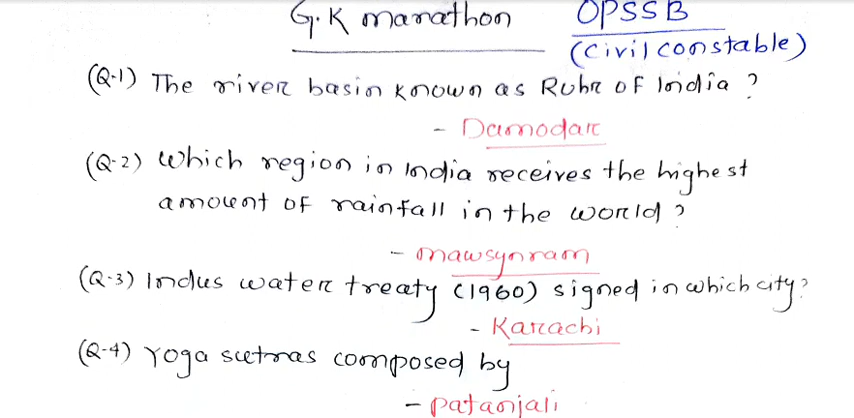 G.K marathon OPSSB
(Civil constable)
(Q-1) The river basin known as Ruhr of India ?
- Damodar
(Q-2) Which region in India receives the highest
amount of rainfall in the world ?
- mawsynram
(Q-3) Indus water treaty (1960) signed in which city?
- Karachi
(Q-4) Yoga sutras composed by
- patanjali